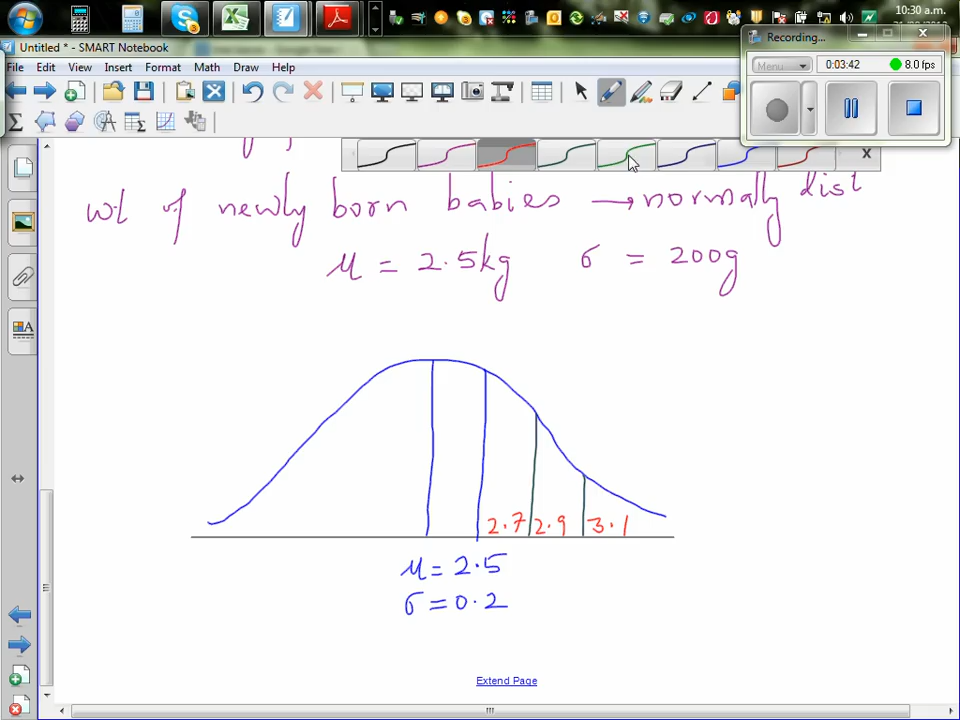 10:30 a.m.
Untitled * - SMART Notebook
Recording...
File Edit View Insert Format Math Draw Help
Menu 0:03:42 8.0 fps
wt of newly born babies → normally dist
μ = 2.5kg σ = 200g
2.7 2.9 3.1
μ = 2.5
σ = 0.2
Extend Page